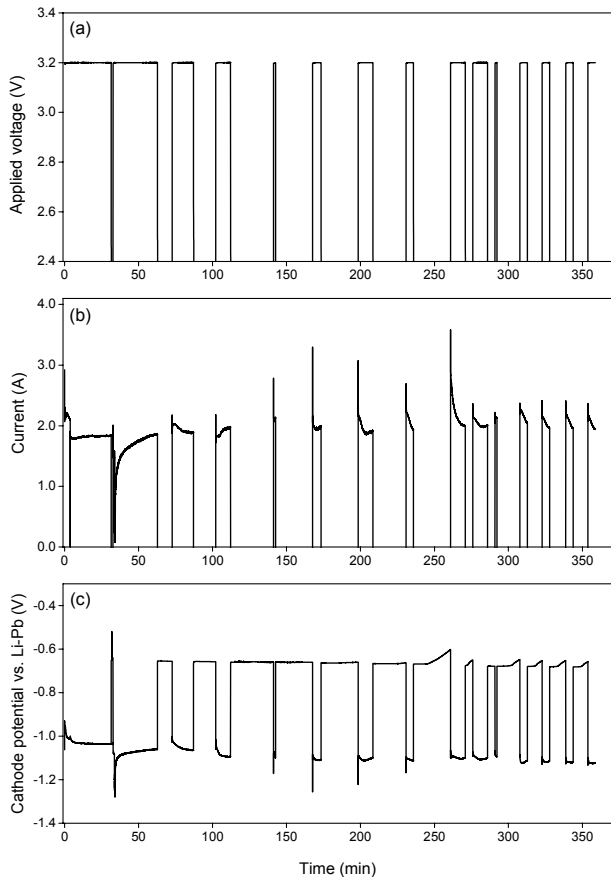 (a)
Applied voltage (V)
3.4
3.2
3.0
2.8
2.6
2.4
0 50 100 150 200 250 300 350
(b)
Current (A)
4.0
3.0
2.0
1.0
0.0
0 50 100 150 200 250 300 350
(c)
Cathode potential vs. Li-Pb (V)
-0.4
-0.6
-0.8
-1.0
-1.2
-1.4
0 50 100 150 200 250 300 350
Time (min)